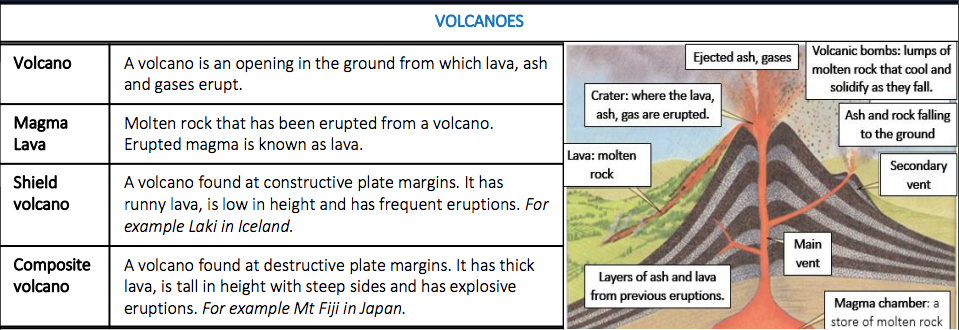 VOLCANOES
Volcano
A volcano is an opening in the ground from which lava, ash
and gases erupt.
Magma
Lava
Molten rock that has been erupted from a volcano.
Erupted magma is known as lava.
Shield
volcano
A volcano found at constructive plate margins. It has
runny lava, is low in height and has frequent eruptions. For
example Laki in Iceland.
Composite
volcano
A volcano found at destructive plate margins. It has thick
lava, is tall in height with steep sides and has explosive
eruptions. For example Mt Fiji in Japan.
Ejected ash, gases
Volcanic bombs: lumps of
molten rock that cool and
solidify as they fall.
Crater: where the lava,
ash, gas are erupted.
Ash and rock falling
to the ground
Lava: molten
rock
Secondary
vent
Main
vent
Layers of ash and lava
from previous eruptions.
Magma chamber: a
store of molten rock